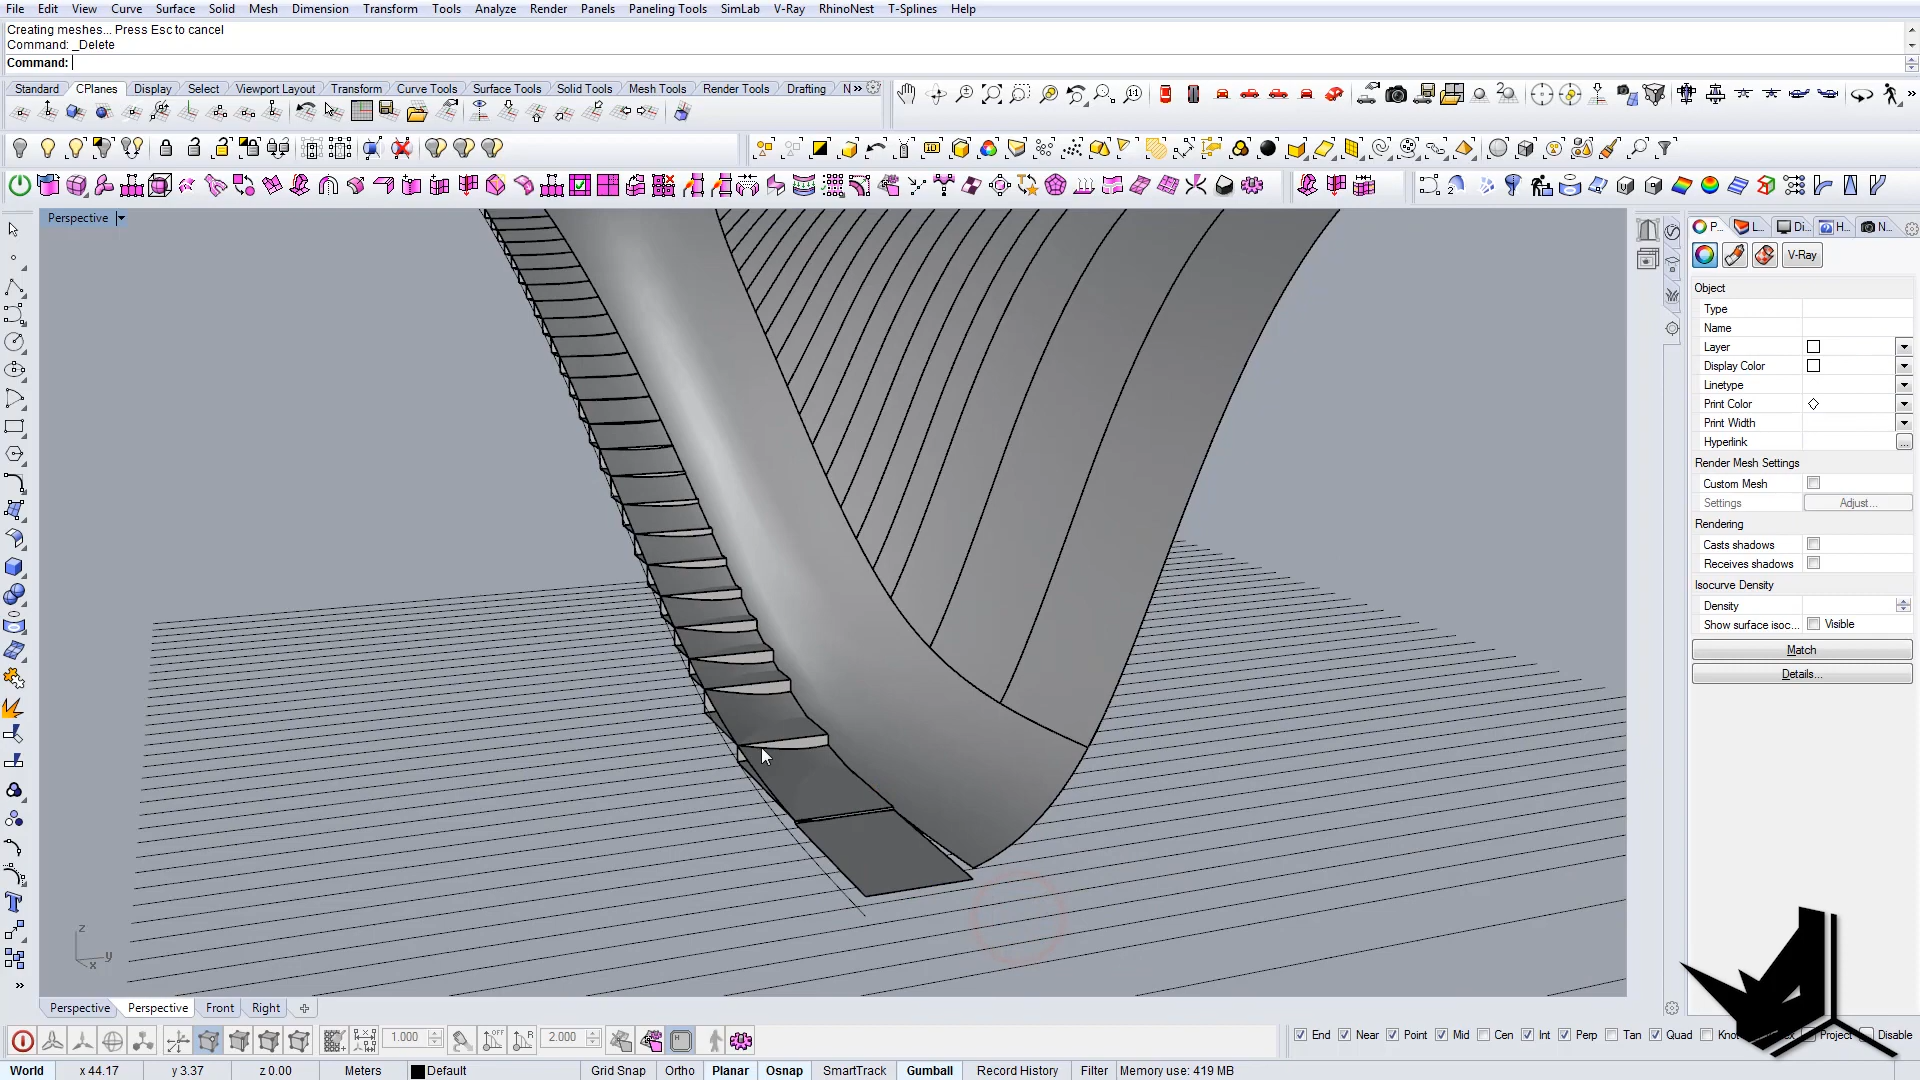 File Edit View Curve Surface Solid Mesh Dimension Transform Tools Analyze Render Panels Paneling Tools SimLab V-Ray RhinoNest T-Splines Help
Creating meshes... Press Esc to cancel
Command: _Delete
Command:
Standard CPlanes Display Select Viewport Layout Transform Curve Tools Surface Tools Solid Tools Mesh Tools Render Tools Drafting N
Perspective
P... L... Di... H... N...
V-Ray
Object
Type
Name
Layer
Display Color
Linetype
Print Color
Print Width
Hyperlink ...
Render Mesh Settings
Custom Mesh
Settings Adjust...
Rendering
Casts shadows
Receives shadows
Isocurve Density
Density
Show surface isoc... Visible
Match
Details...
z
y
x
Perspective Perspective Front Right
1.000 2.000 End Near Point Mid Cen Int Perp Tan Quad Kno Project Disable
World x 44.17 y 3.37 z 0.00 Meters Default Grid Snap Ortho Planar Osnap SmartTrack Gumball Record History Filter Memory use: 419 MB